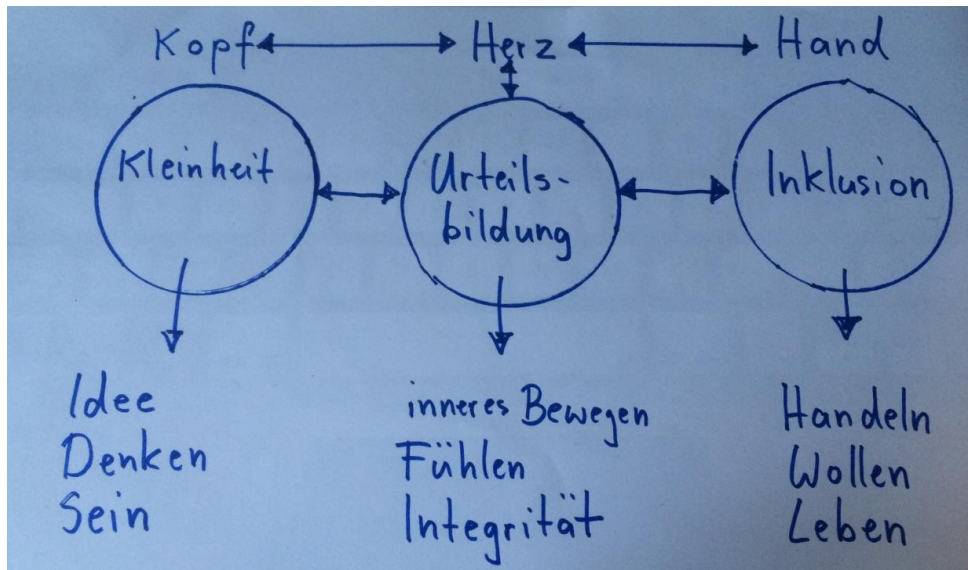 Kopf Herz Hand
Kleinheit Urteils-
bildung Inklusion
Idee inneres Bewegen Handeln
Denken Fühlen Wollen
Sein Integrität Leben